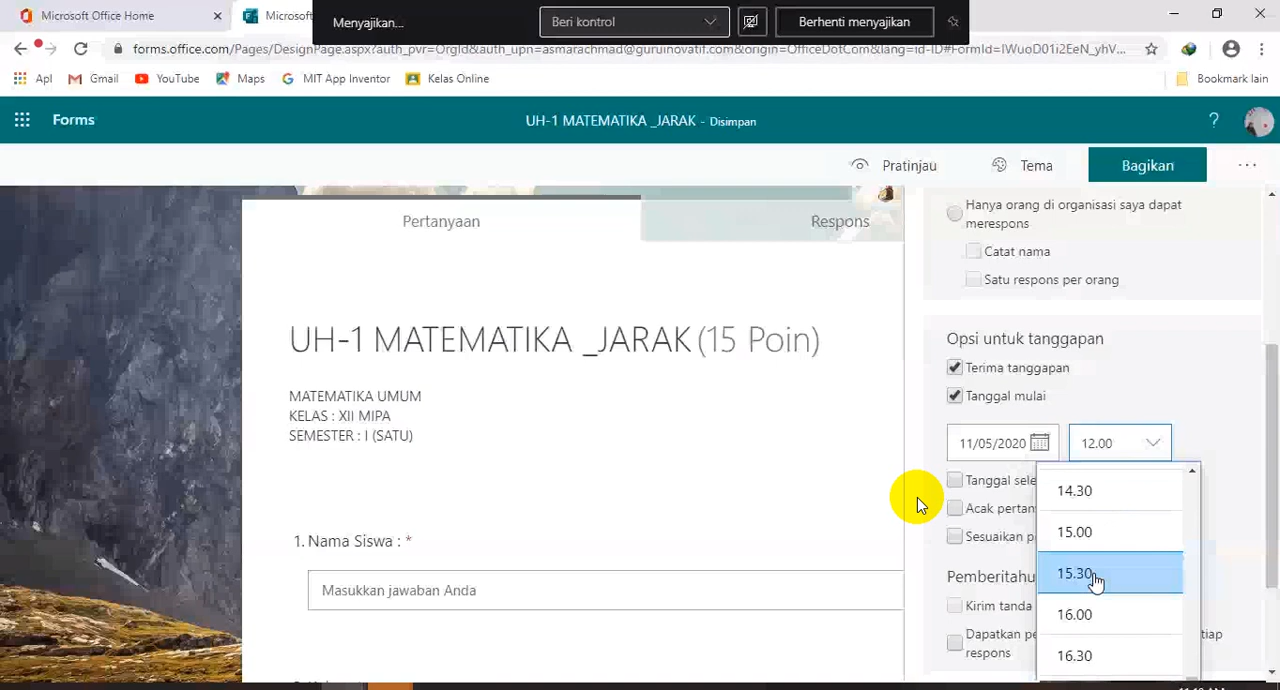 Microsoft Office Home
Microsof
Menyajikan...
Beri kontrol
Berhenti menyajikan
forms.office.com/Pages/DesignPage.aspx?auth_pvr=OrgId&auth_upn=asmarachmad@guruinovatif.com&origin=OfficeDotCom&lang=id-ID#FormId=IWuoD01i2EeN_yhV...
Apl
Gmail
YouTube
Maps
MIT App Inventor
Kelas Online
Bookmark lain
Forms
UH-1 MATEMATIKA _JARAK - Disimpan
?
Pratinjau
Tema
Bagikan
...
Pertanyaan
Respons
Hanya orang di organisasi saya dapat
merespons
Catat nama
Satu respons per orang
UH-1 MATEMATIKA _JARAK (15 Poin)
MATEMATIKA UMUM
KELAS : XII MIPA
SEMESTER : I (SATU)
1. Nama Siswa : *
Masukkan jawaban Anda
Opsi untuk tanggapan
Terima tanggapan
Tanggal mulai
11/05/2020
12.00
Tanggal sele
Acak pertan
Sesuaikan p
14.30
15.00
15.30
16.00
16.30
Pemberitahu
Kirim tanda
Dapatkan pe
tiap
respons